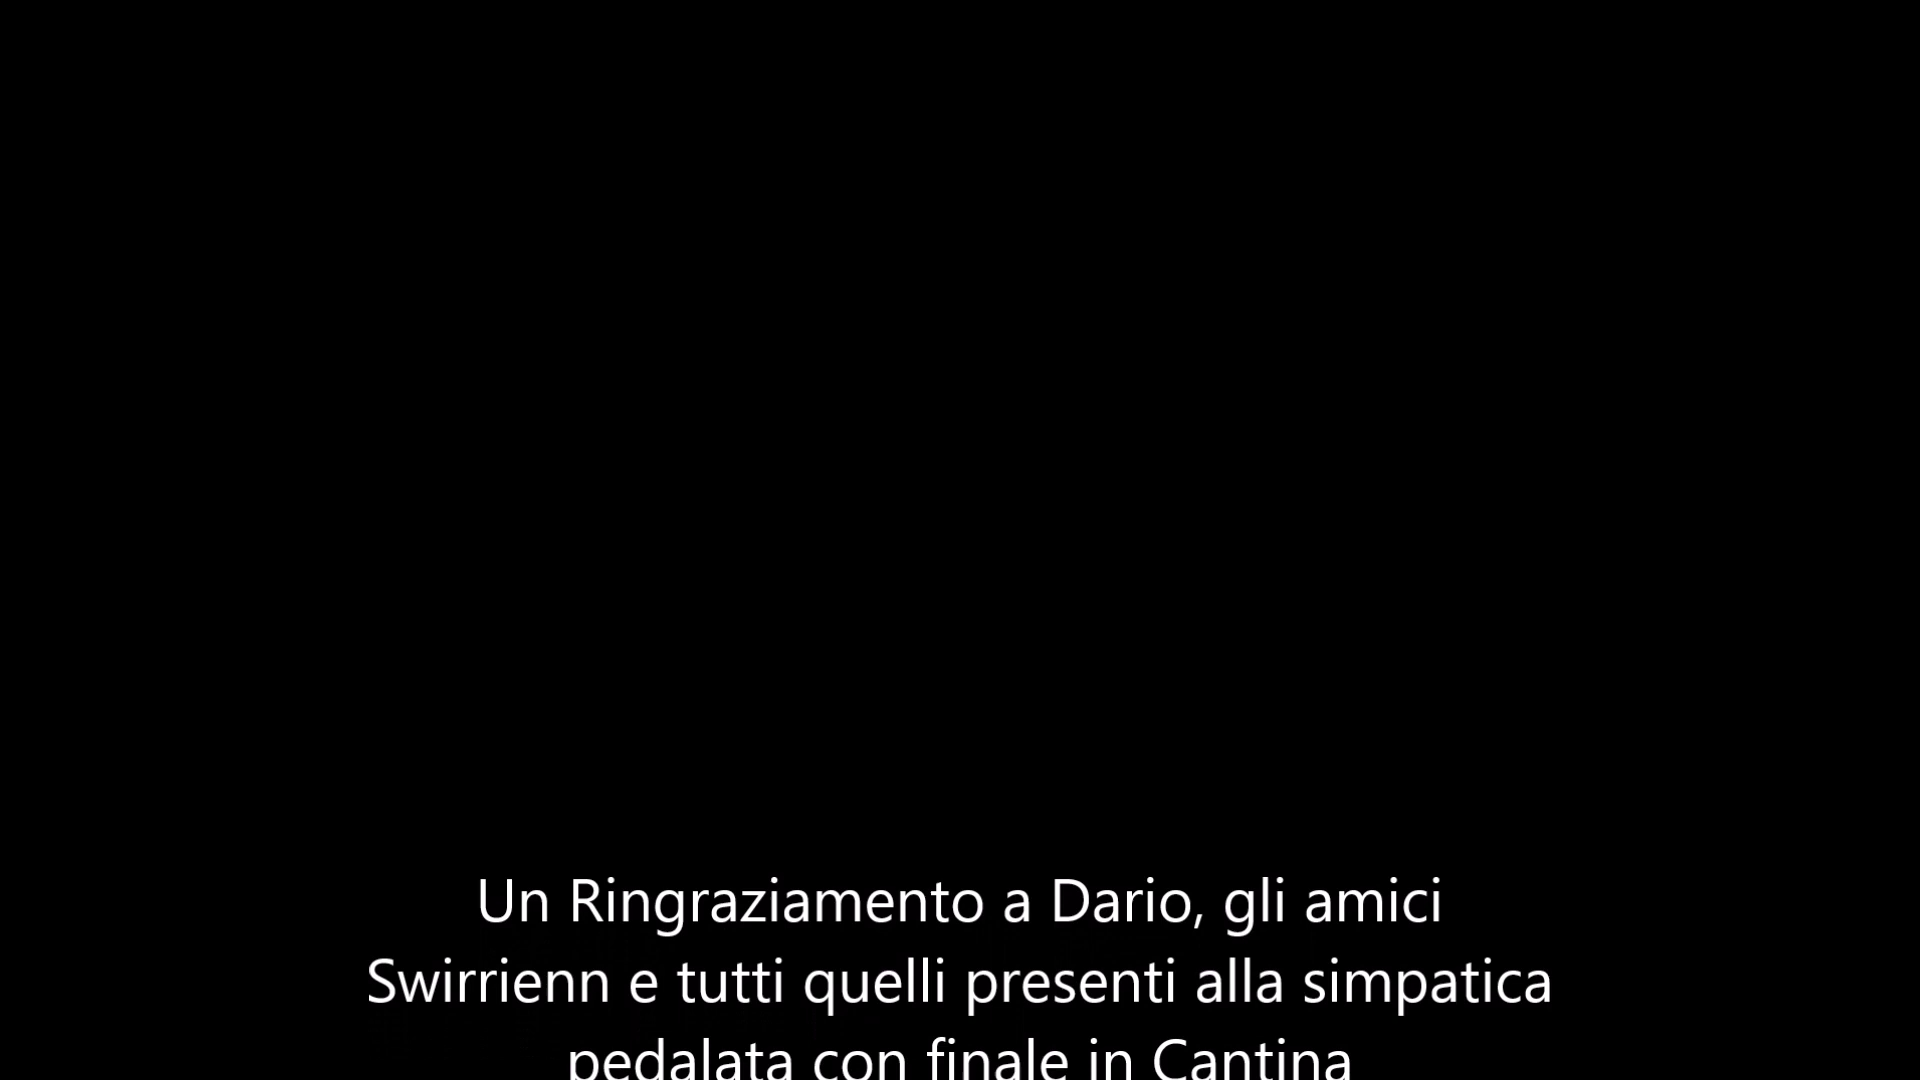 Un Ringraziamento a Dario, gli amici
Swirrienn e tutti quelli presenti alla simpatica
pedalata con finale in Cantina